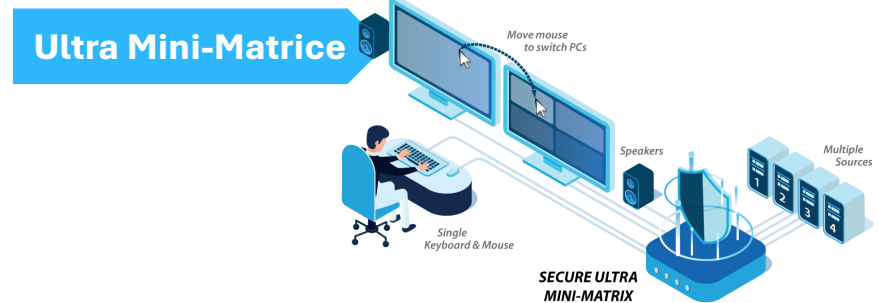 Ultra Mini-Matrice
Move mouse
to switch PCs
Speakers
Multiple
Sources
1
2
3
4
Single
Keyboard & Mouse
SECURE ULTRA
MINI-MATRIX